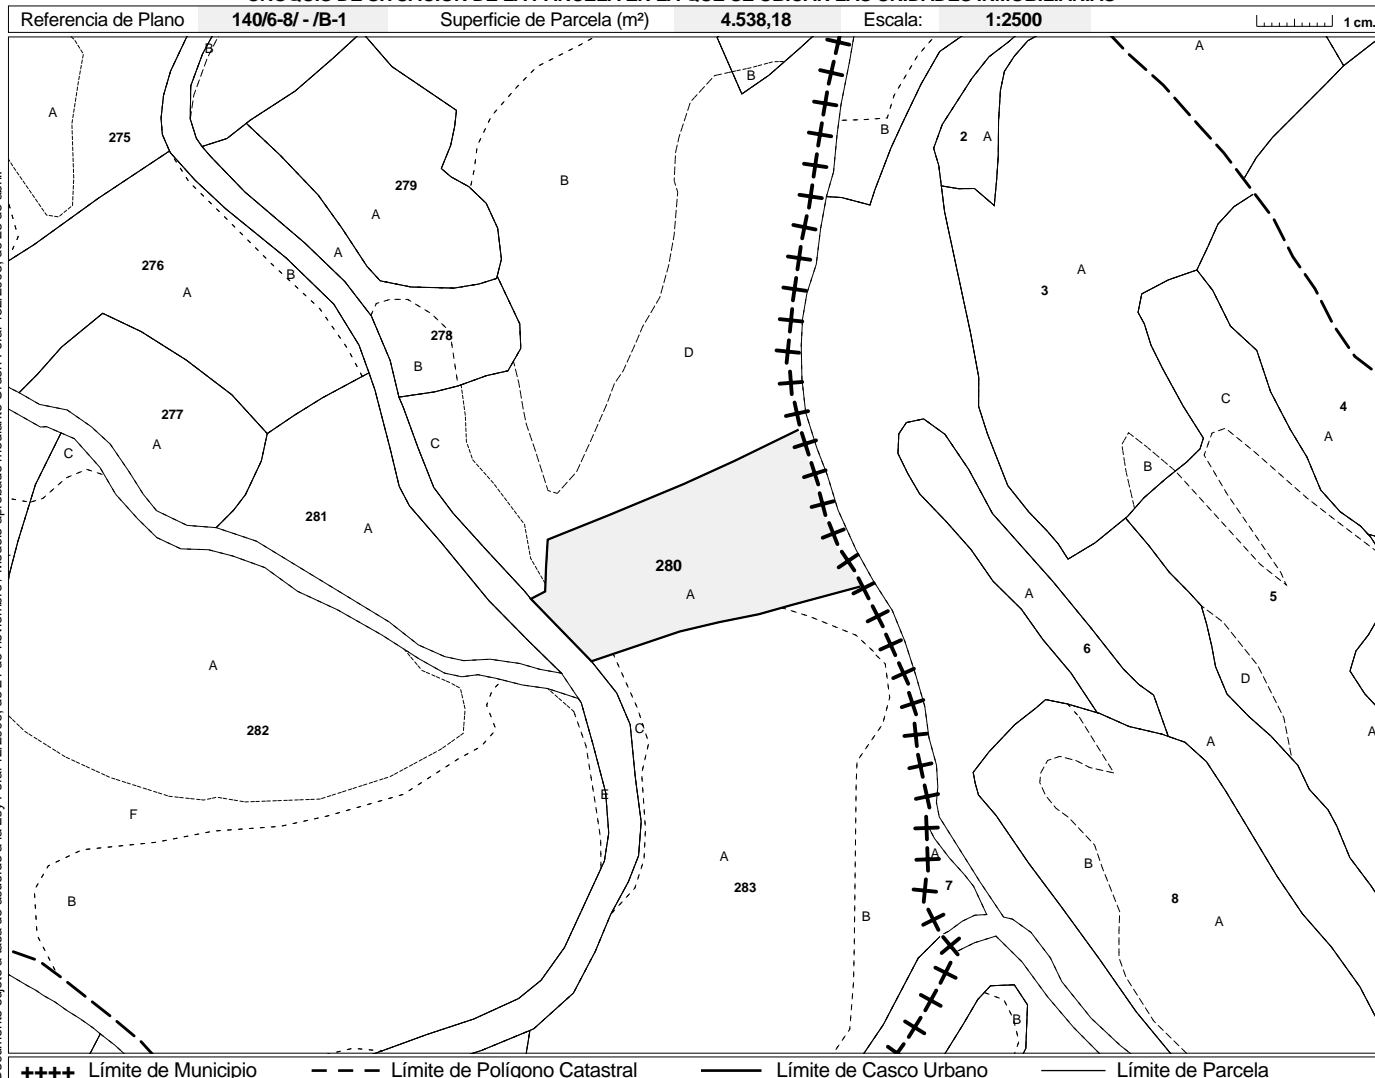 Referencia de Plano 140/6-8/ - /B-1 Superficie de Parcela (m²) 4.538,18 Escala: 1:2500 1 cm.
B A
A B
275 B 2 A
279 B
A
A
276 B A
A 3
278
B D
C 4
277 A
A C
C B
281 A
280
A A 5
6
A
D
282 C A A
E
F
A A B
283 7 8
B B A
B
++++ Límite de Municipio Límite de Polígono Catastral Límite de Casco Urbano Límite de Parcela